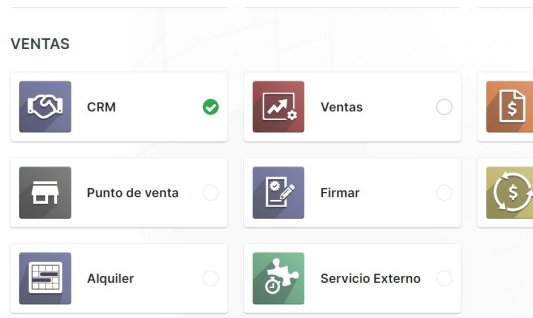 VENTAS
CRM
Ventas
$
Punto de venta
Firmar
$
Alquiler
Servicio Externo